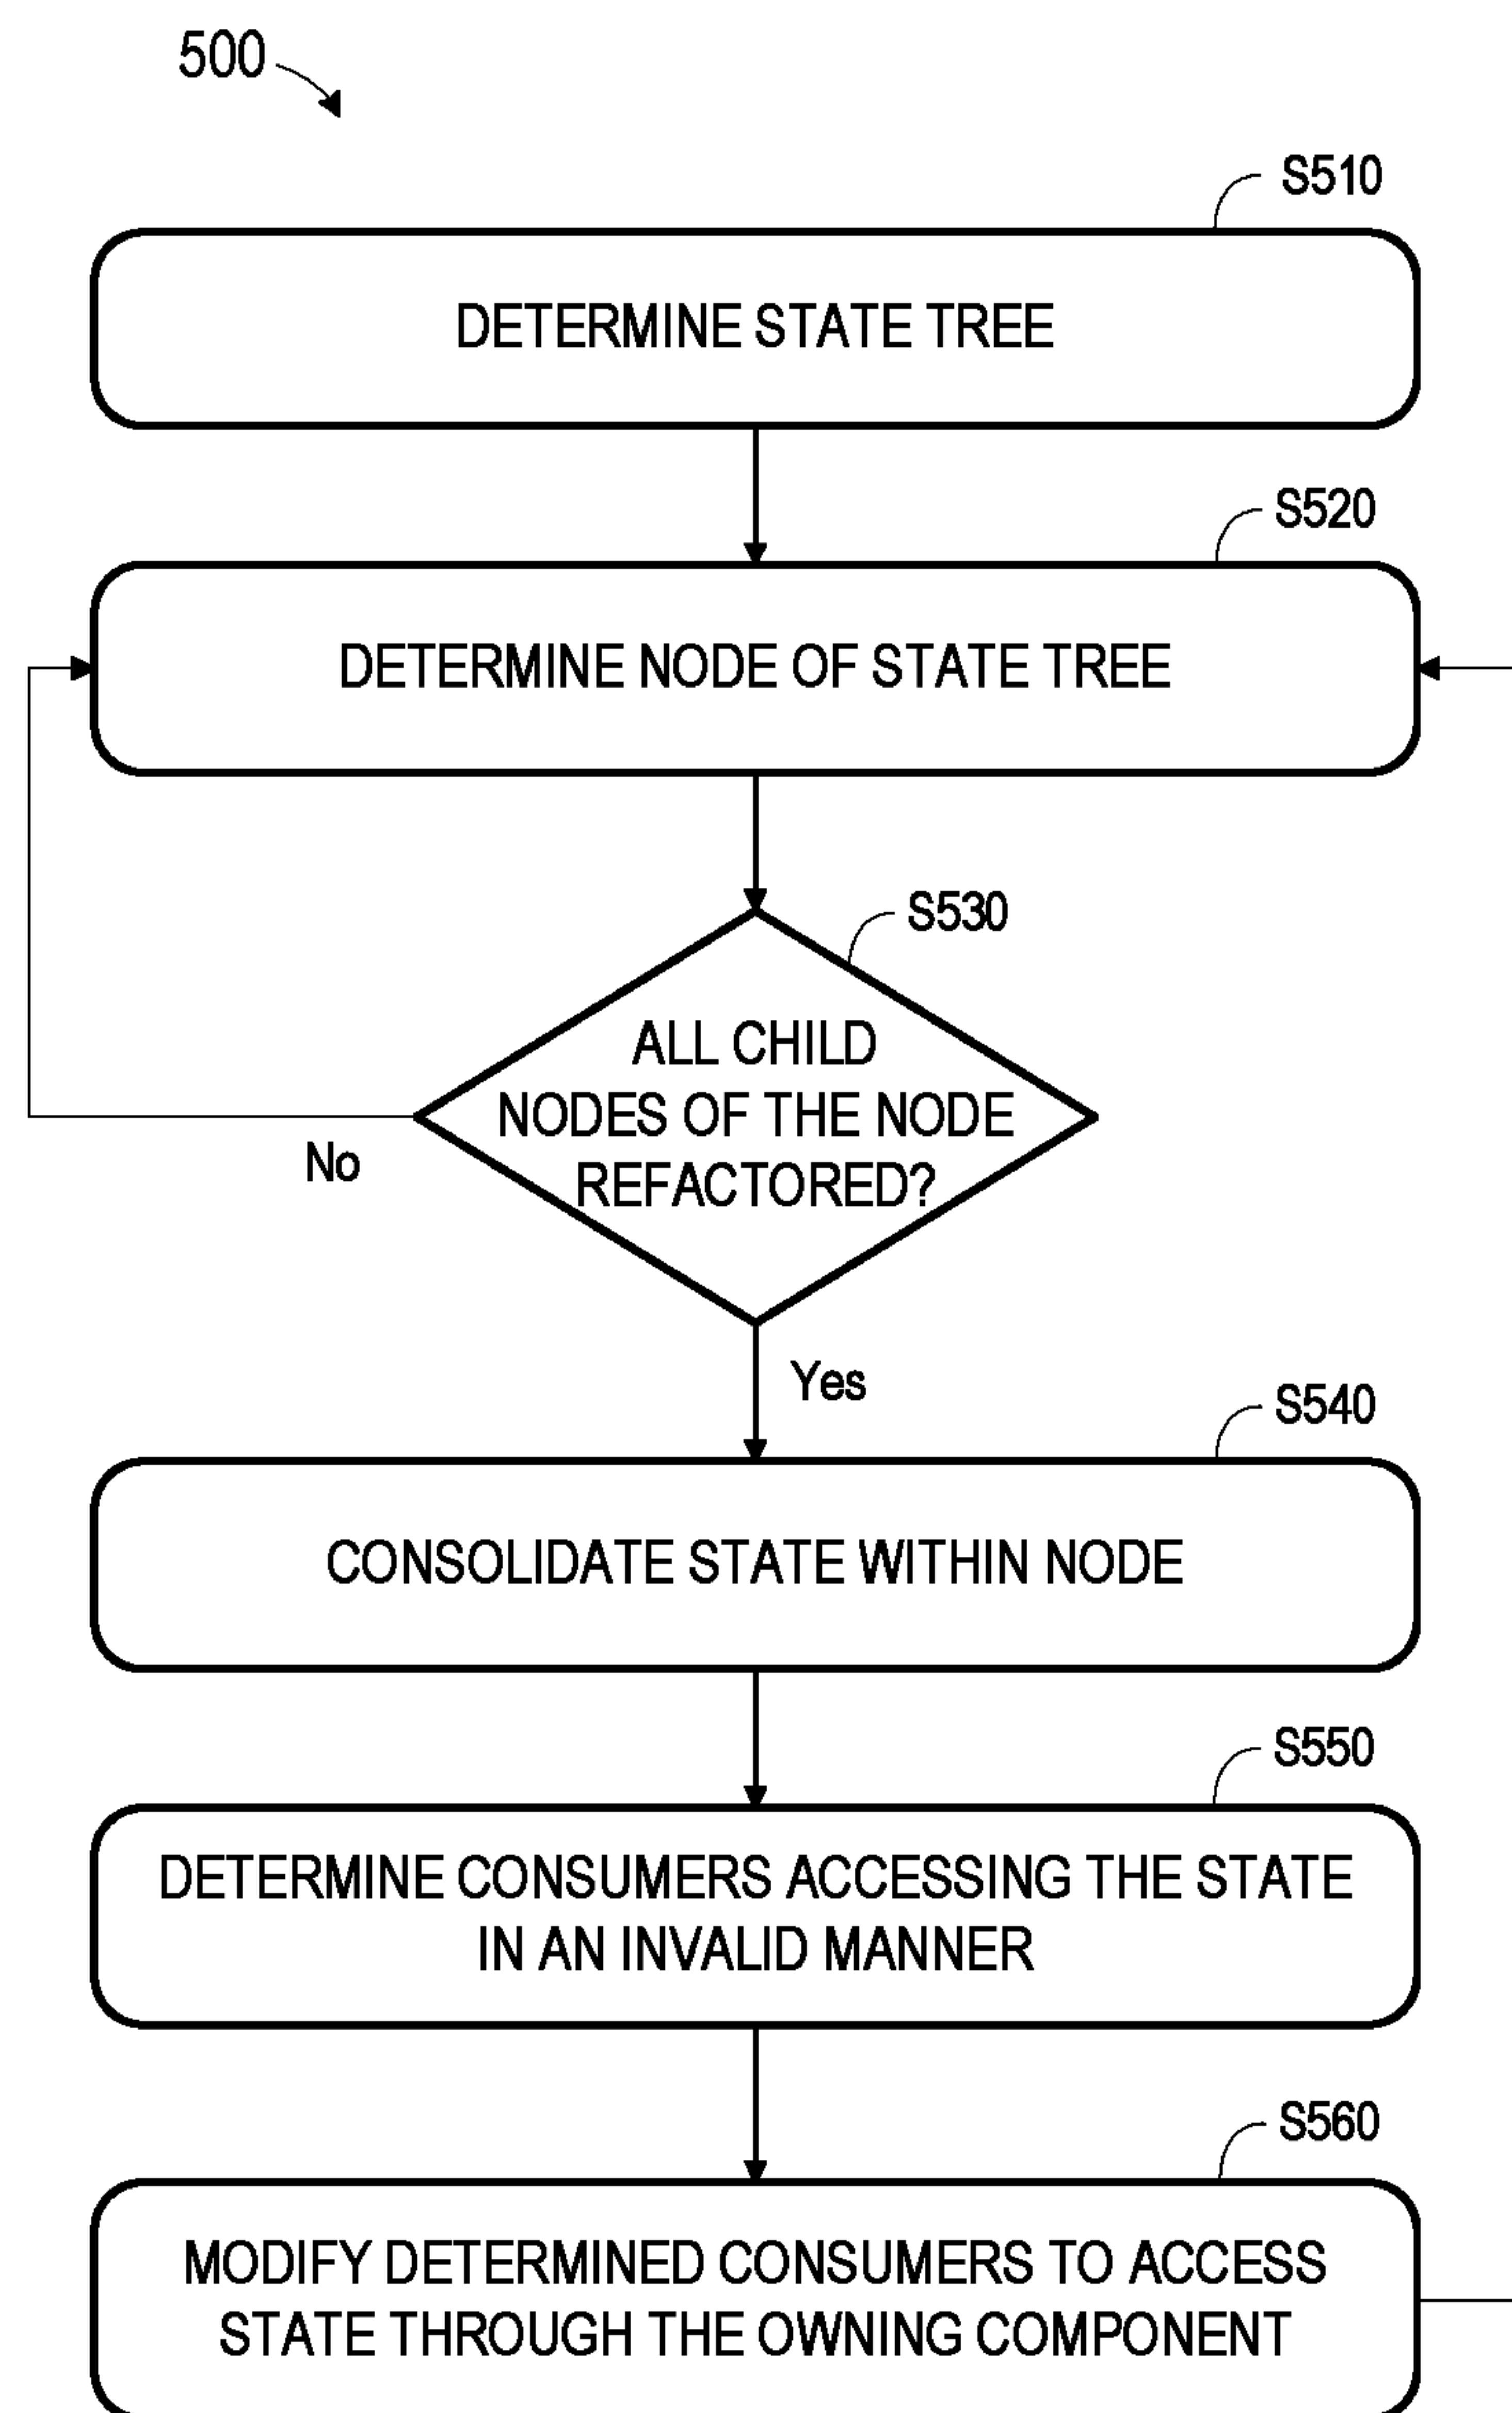 500
S510
DETERMINE STATE TREE
S520
DETERMINE NODE OF STATE TREE
S530
ALL CHILD
NODES OF THE NODE
REFACTORED?
No
Yes
S540
CONSOLIDATE STATE WITHIN NODE
S550
DETERMINE CONSUMERS ACCESSING THE STATE
IN AN INVALID MANNER
S560
MODIFY DETERMINED CONSUMERS TO ACCESS
STATE THROUGH THE OWNING COMPONENT